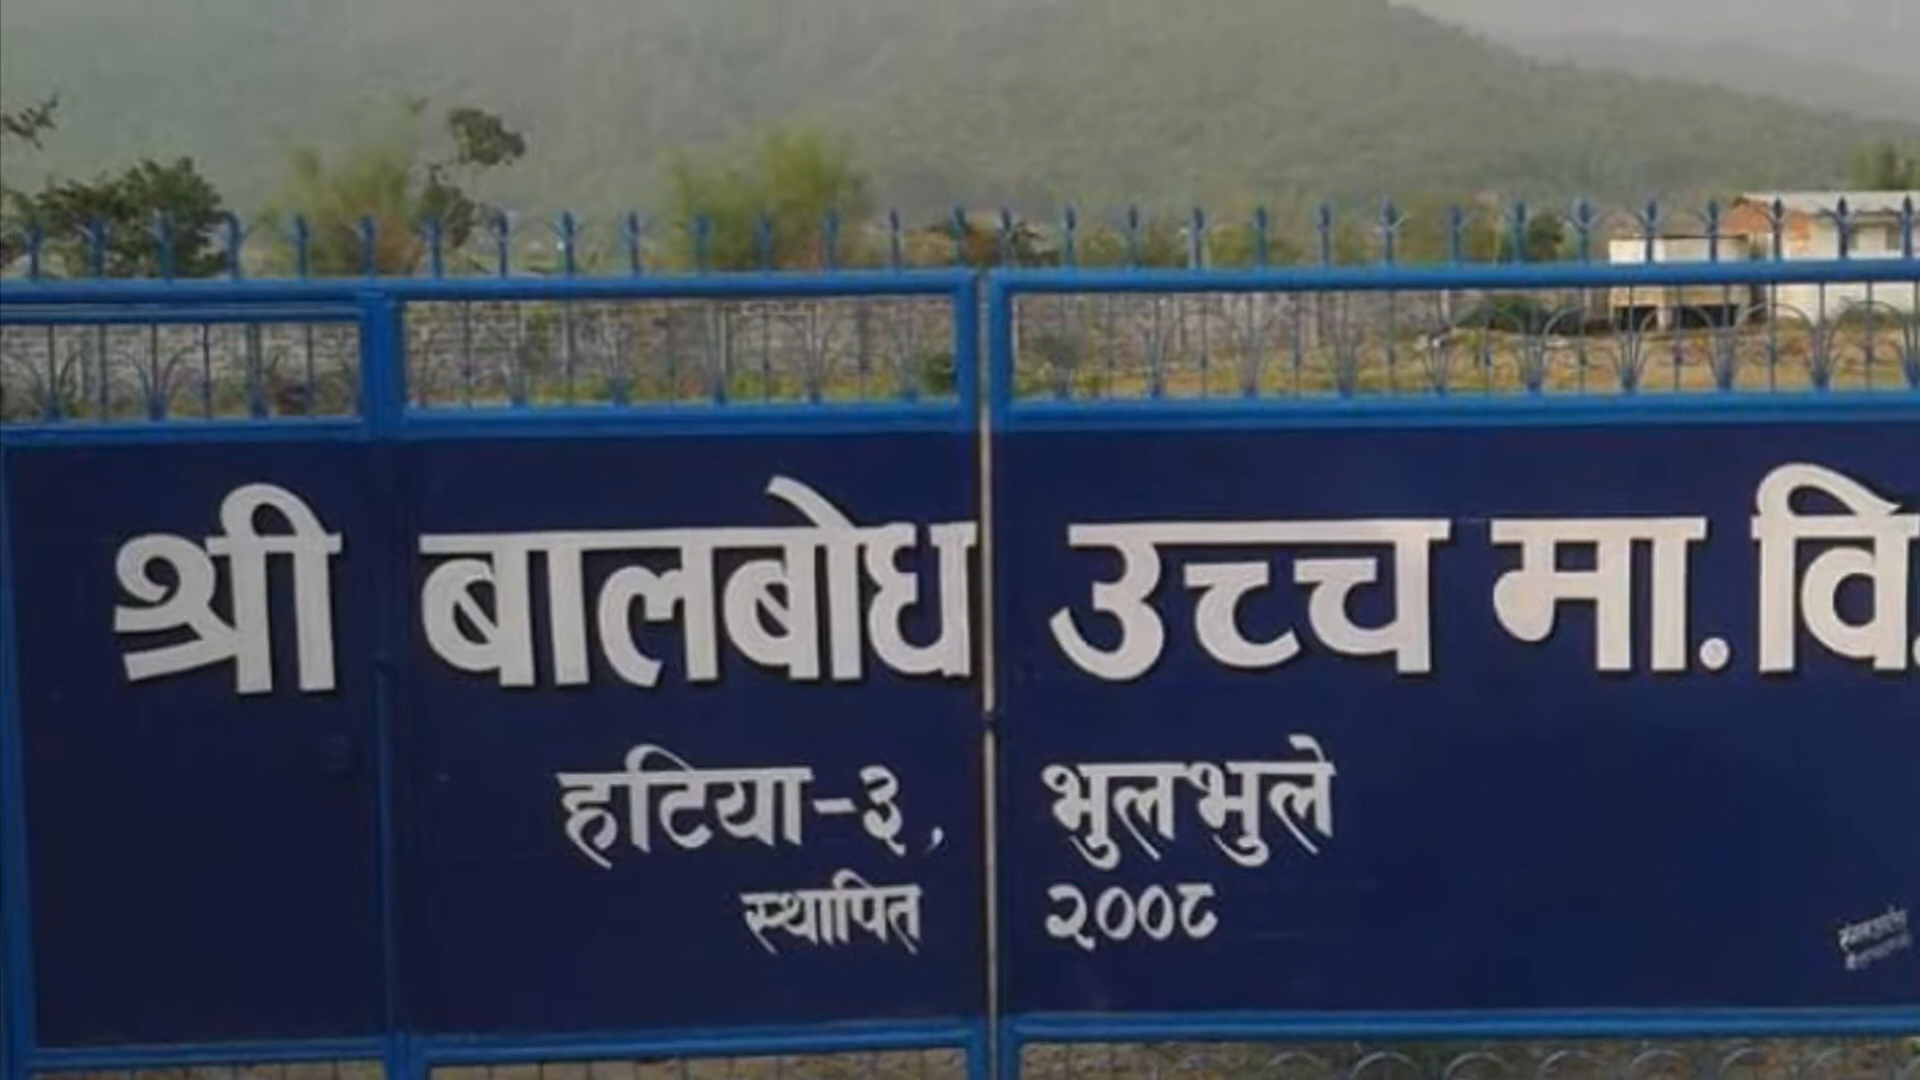 श्री बालबोध उच्च मा.वि.
हटिया-३, भुलभुले
स्थापित २००८